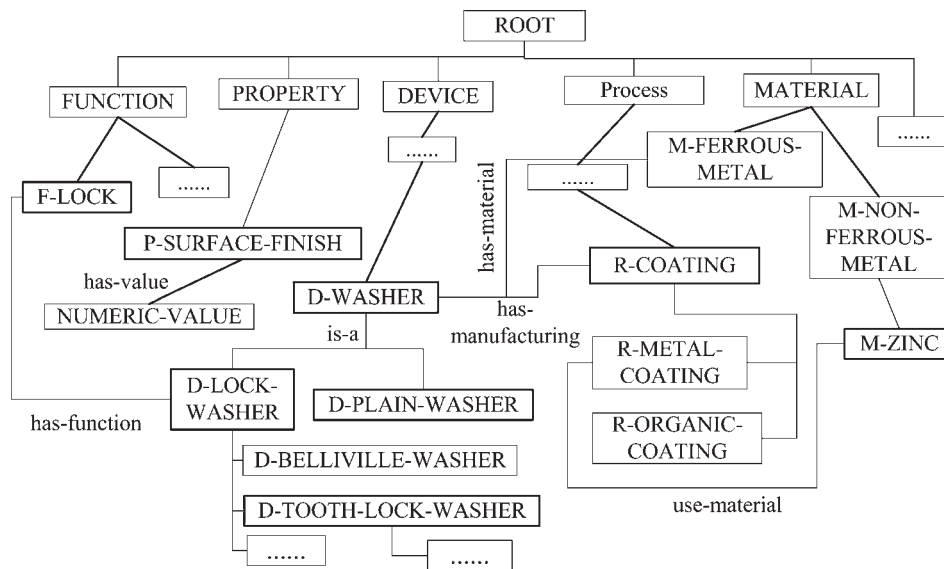 ROOT
FUNCTION
PROPERTY
DEVICE
Process
MATERIAL
......
......
M-FERROUS-
METAL
......
......
F-LOCK
has-material
M-NON-
FERROUS-
METAL
P-SURFACE-FINISH
R-COATING
has-value
D-WASHER
NUMERIC-VALUE
has-
manufacturing
is-a
R-METAL-
COATING
M-ZINC
D-LOCK-
WASHER
D-PLAIN-WASHER
has-function
R-ORGANIC-
COATING
D-BELLIVILLE-WASHER
D-TOOTH-LOCK-WASHER
use-material
......
......